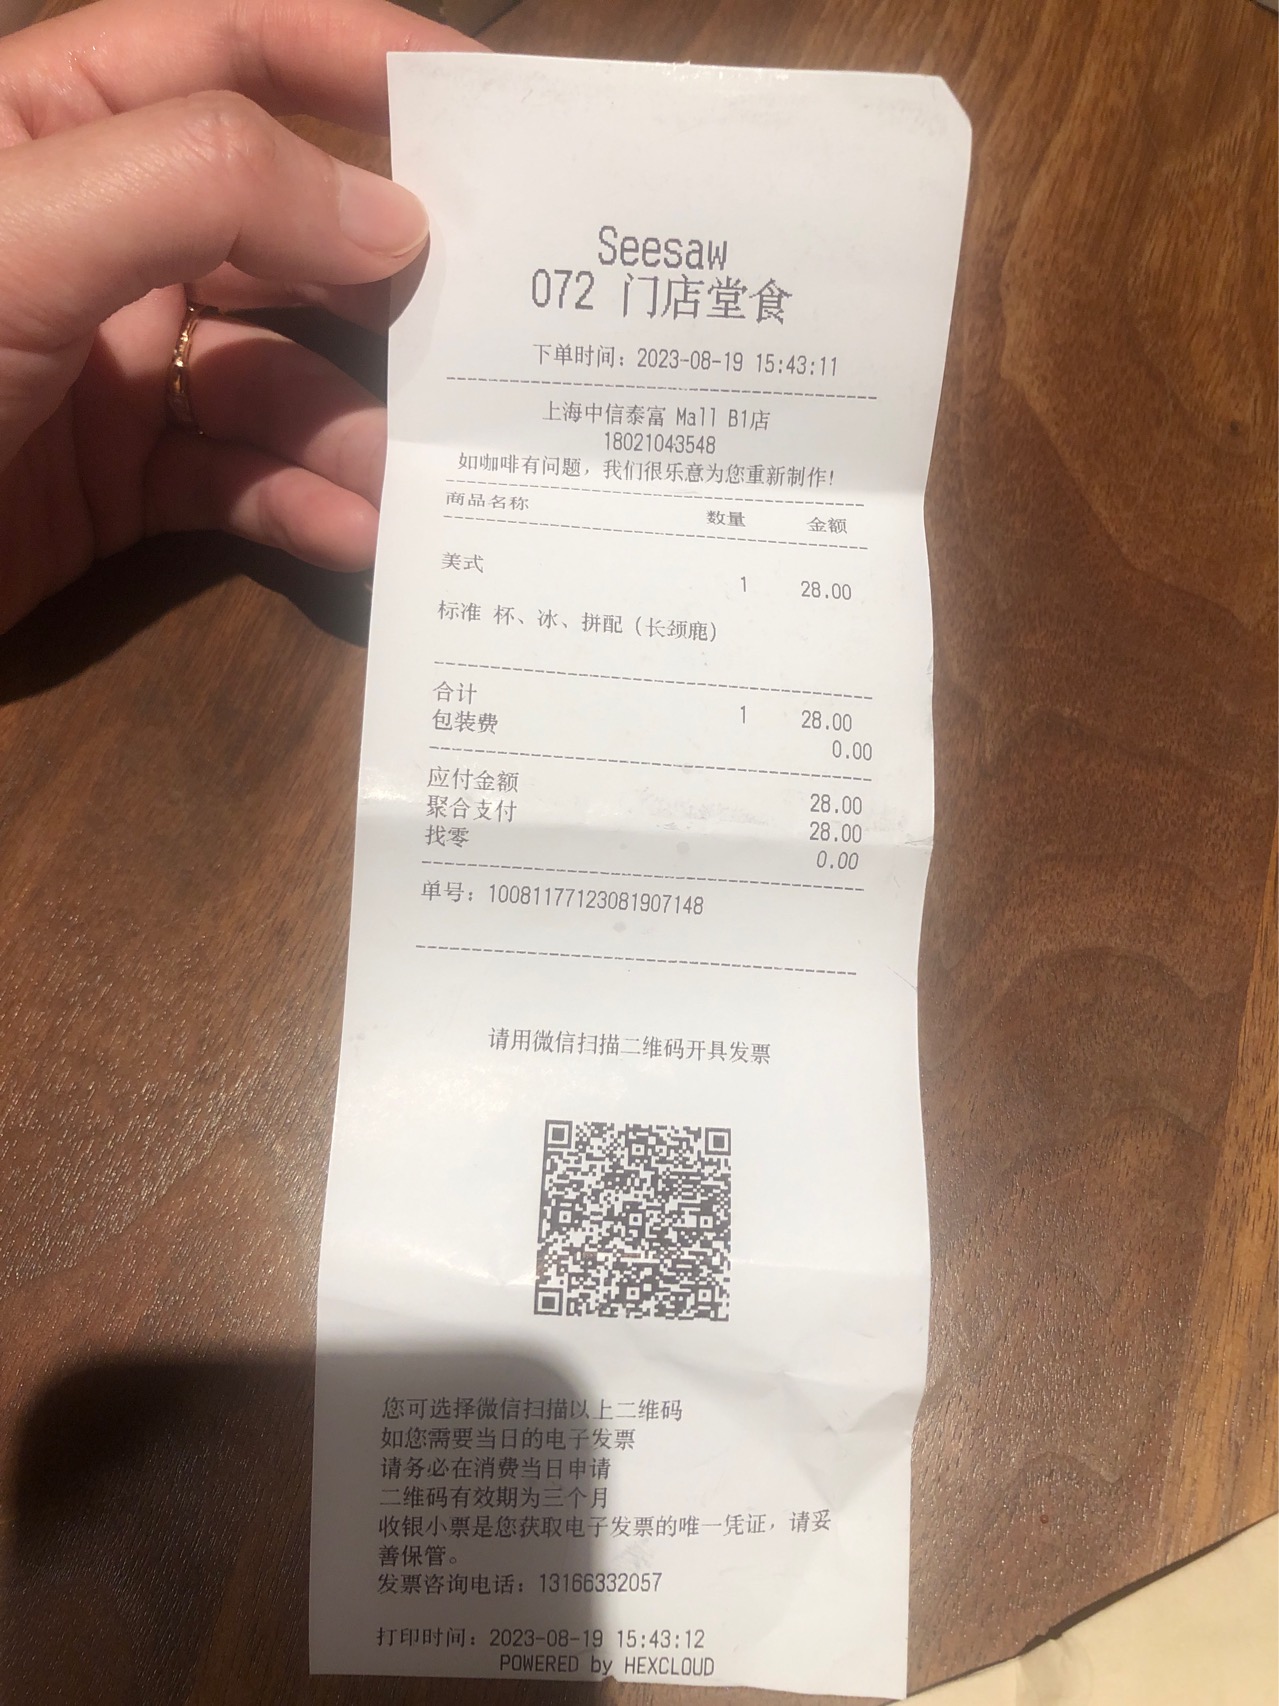 Seesaw
072 门店堂食
下单时间：2023-08-19 15:43:11
上海中信泰富 Mall B1店
18021043548
如咖啡有问题，我们很乐意为您重新制作！
商品名称 数量 金额
美式 1 28.00
标准 杯、冰、拼配（长颈鹿）
合计 1 28.00
包装费 0.00
应付金额 28.00
聚合支付 28.00
找零 0.00
单号：10081177123081907148
请用微信扫描二维码开具发票
您可选择微信扫描以上二维码
如您需要当日的电子发票
请务必在消费当日申请
二维码有效期为三个月
收银小票是您获取电子发票的唯一凭证，请妥
善保管。
发票咨询电话：13166332057
打印时间：2023-08-19 15:43:12
POWERED by HEXCLOUD